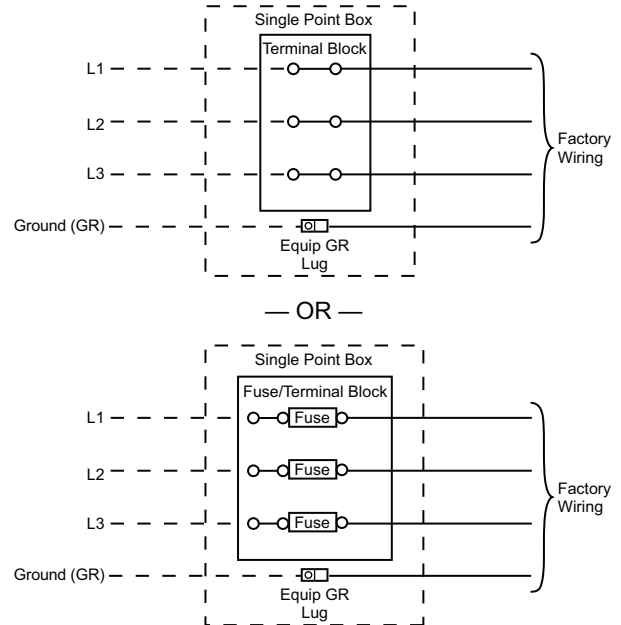 Single Point Box
Terminal Block
L1
L2
L3
Factory
Wiring
Ground (GR)
Equip GR
Lug
— OR —
Single Point Box
Fuse/Terminal Block
L1
Fuse
L2
Fuse
L3
Fuse
Factory
Wiring
Ground (GR)
Equip GR
Lug